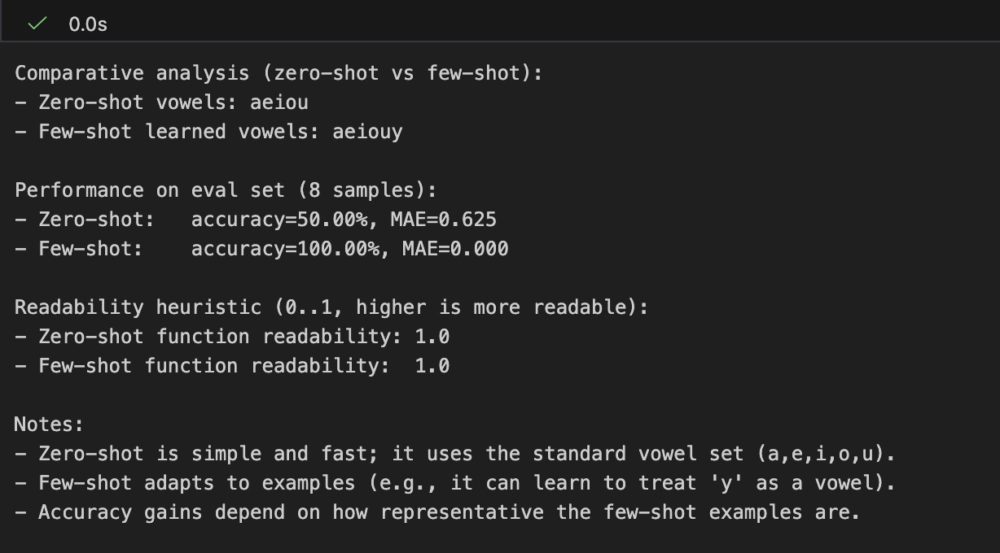 ✓ 0.0s
Comparative analysis (zero-shot vs few-shot):
- Zero-shot vowels: aeiou
- Few-shot learned vowels: aeiouy
Performance on eval set (8 samples):
- Zero-shot:   accuracy=50.00%, MAE=0.625
- Few-shot:    accuracy=100.00%, MAE=0.000
Readability heuristic (0..1, higher is more readable):
- Zero-shot function readability: 1.0
- Few-shot function readability:  1.0
Notes:
- Zero-shot is simple and fast; it uses the standard vowel set (a,e,i,o,u).
- Few-shot adapts to examples (e.g., it can learn to treat 'y' as a vowel).
- Accuracy gains depend on how representative the few-shot examples are.